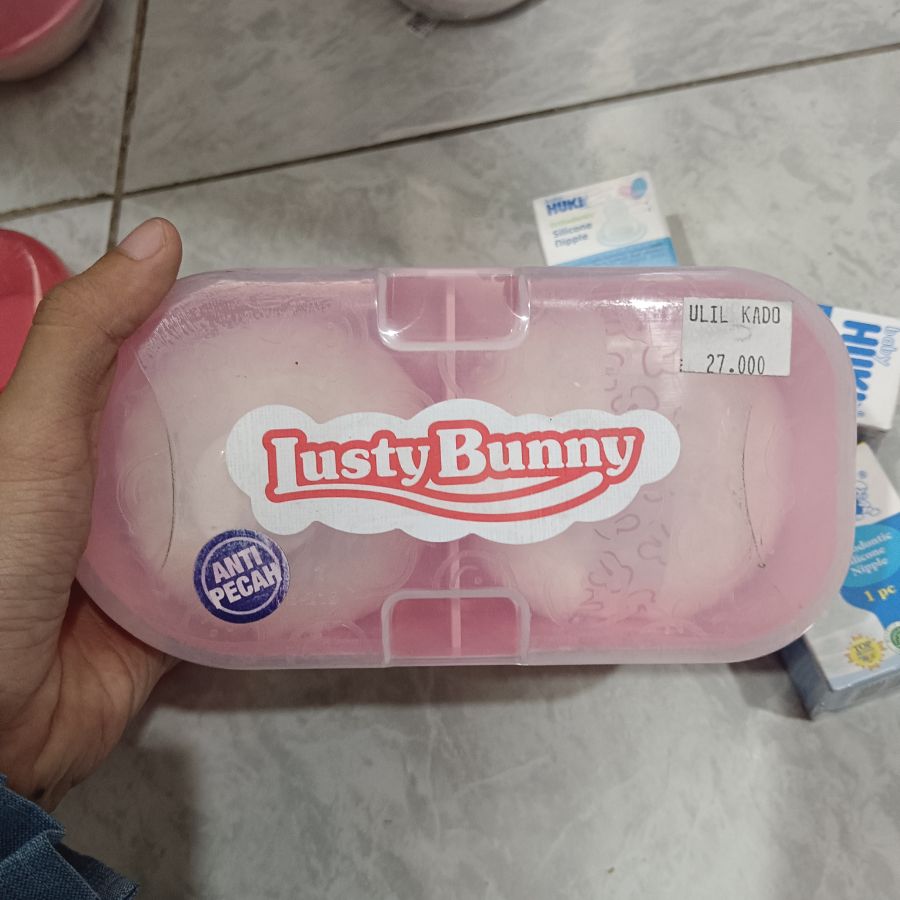 HUKI
Silicone
Nipple
ULIL KADO
27.000
LustyBunny
ANTI
PECAH
baby
HUKI
Silicone
Nipple
1 pc